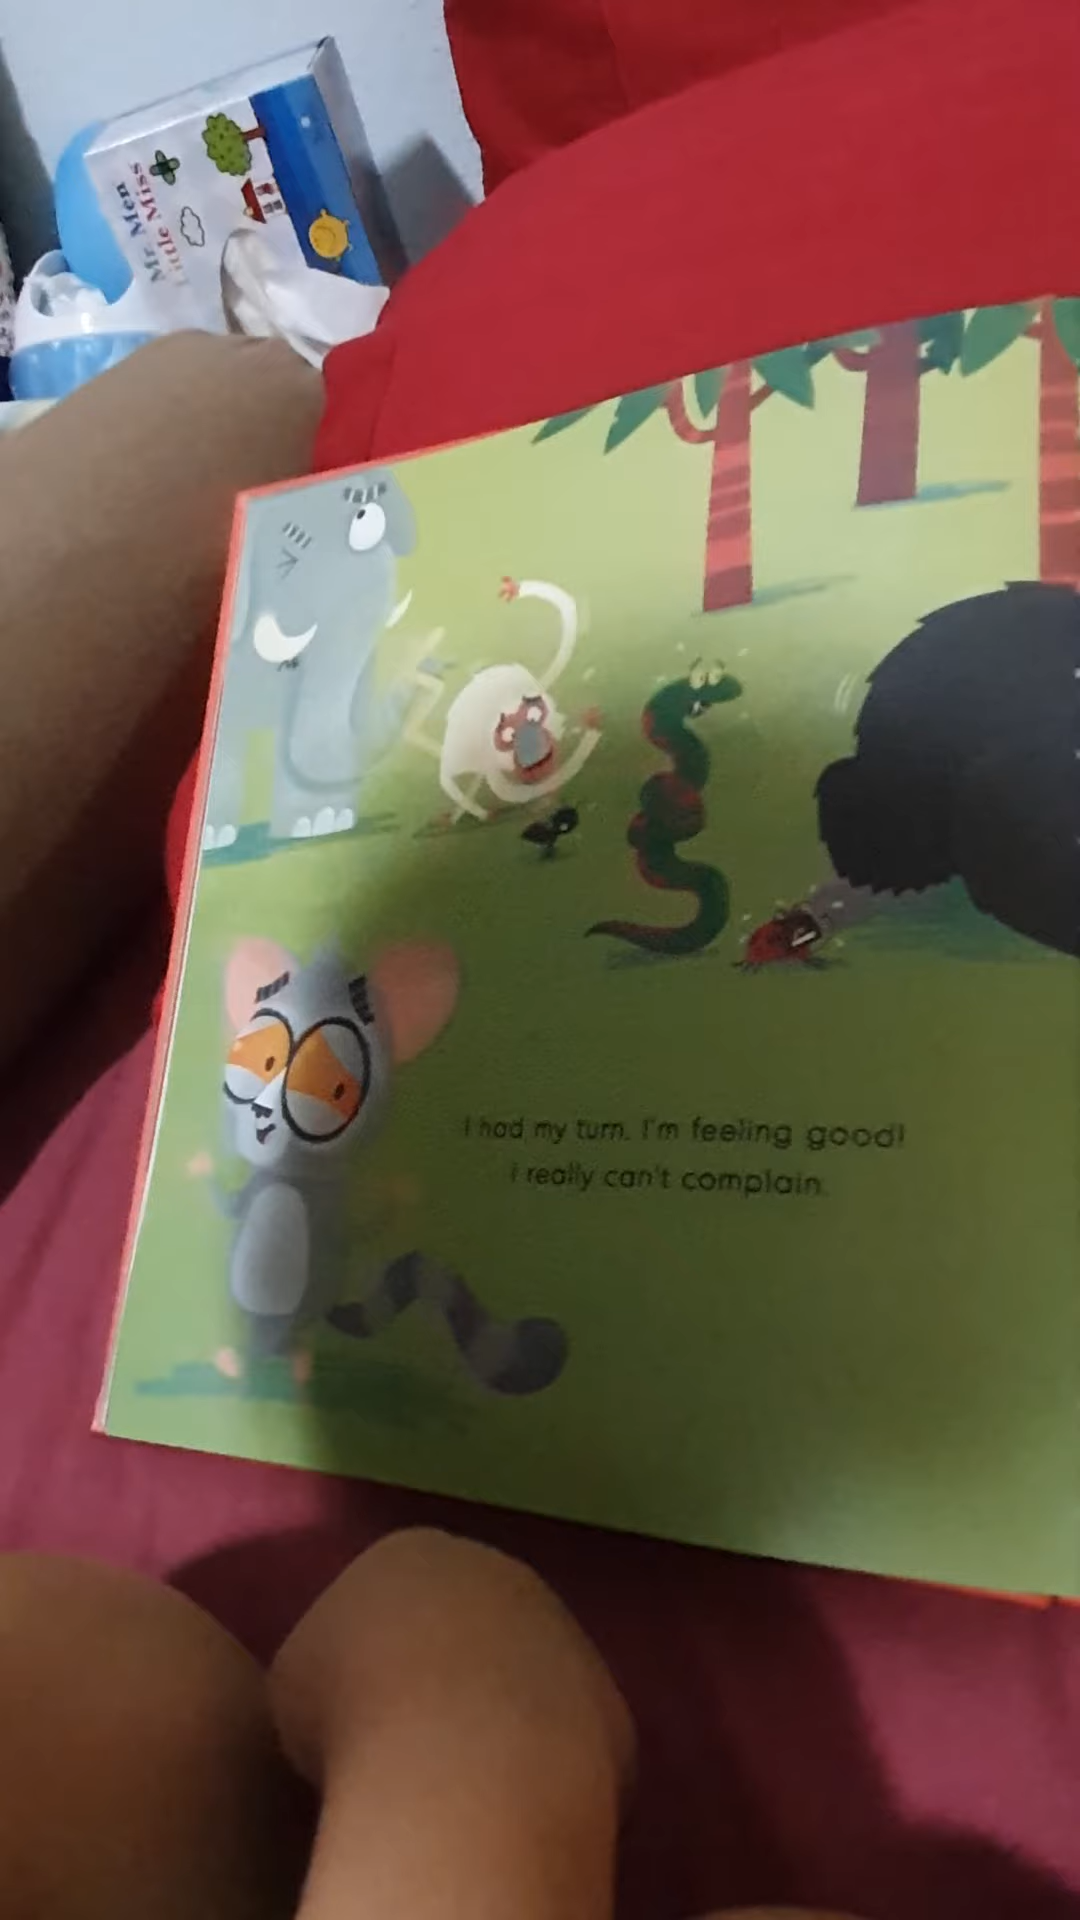 Mr. Men
Little Miss
I had my turn. I'm feeling good!
I really can't complain.